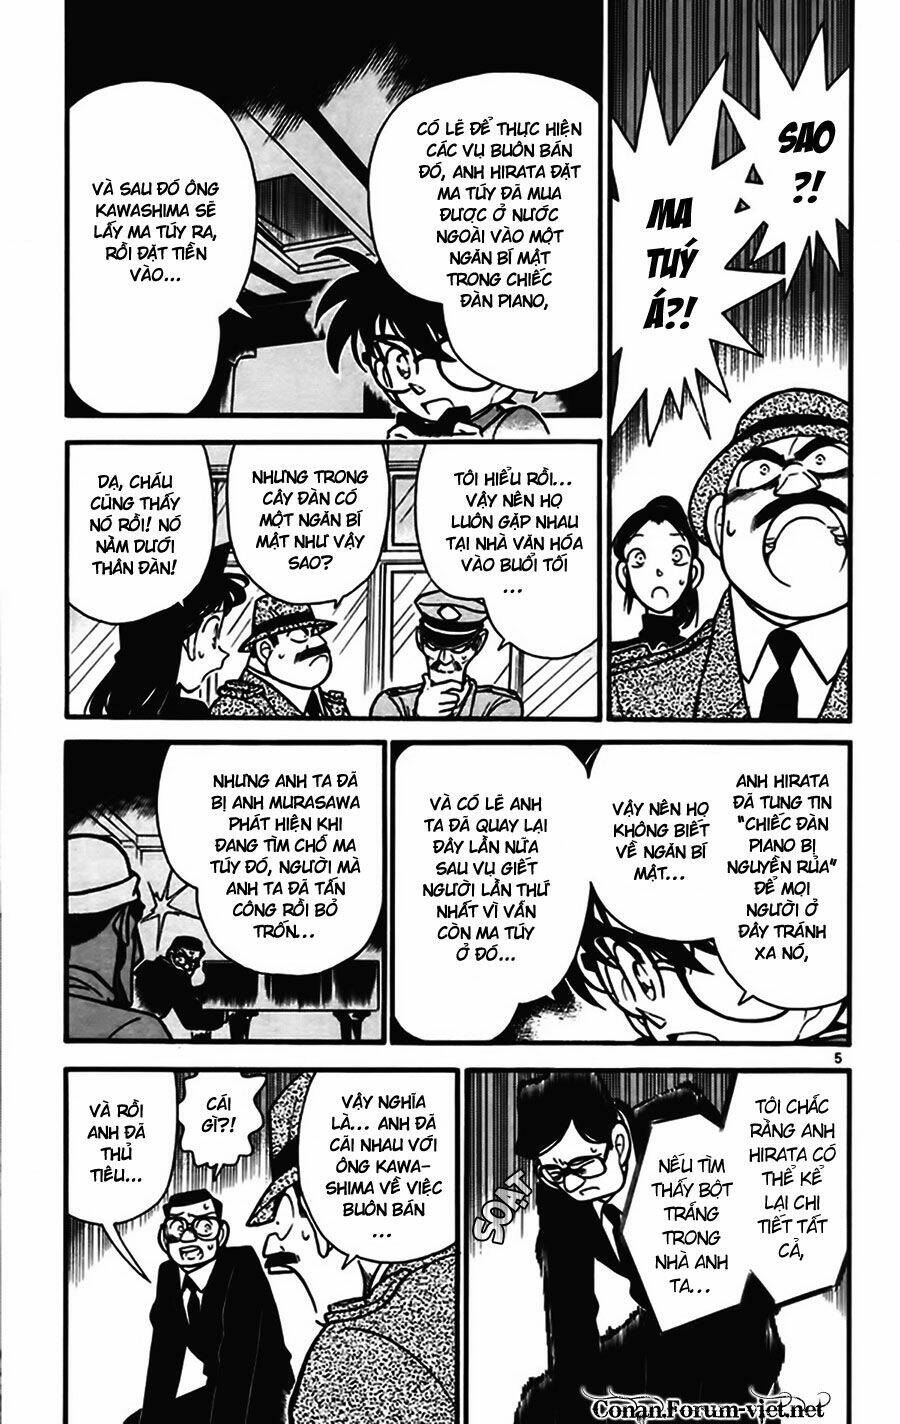 SAO
?!
MA
TUÝ
Á?!
CÓ LẼ ĐỂ THỰC HIỆN
CÁC VỤ BUÔN BÁN
ĐÓ, ANH HIRATA ĐẶT
MA TÚY ĐÃ MUA
ĐƯỢC Ở NƯỚC
NGOÀI VÀO MỘT
NGĂN BÍ MẬT
TRONG CHIẾC
ĐÀN PIANO,
VÀ SAU ĐÓ ÔNG
KAWASHIMA SẼ
LẤY MA TÚY RA,
RỒI ĐẶT TIỀN
VÀO...
TÔI HIỂU RỒI...
VẬY NÊN HỌ
LUÔN GẶP NHAU
TẠI NHÀ VĂN HÓA
VÀO BUỔI TỐI
...
NHƯNG TRONG
CÂY ĐÀN CÓ
MỘT NGĂN BÍ
MẬT NHƯ VẬY
SAO?
DẠ, CHÁU
CŨNG THẤY
NÓ RỒI! NÓ
NẰM DƯỚI
THÂN ĐÀN!
ANH HIRATA
ĐÃ TUNG TIN
"CHIẾC ĐÀN
PIANO BỊ
NGUYỀN RỦA"
ĐỂ MỌI
NGƯỜI Ở
ĐÂY TRÁNH
XA NÓ,
VẬY NÊN HỌ
KHÔNG BIẾT
VỀ NGĂN BÍ
MẬT...
VÀ CÓ LẼ ANH
TA ĐÃ QUAY LẠI
ĐÂY LẦN NỮA
SAU VỤ GIẾT
NGƯỜI LẦN THỨ
NHẤT VÌ VẪN
CÒN MA TÚY
Ở ĐÓ...
NHƯNG ANH TA ĐÃ
BỊ ANH MURASAWA
PHÁT HIỆN KHI
ĐANG TÌM CHỖ MA
TÚY ĐÓ, NGƯỜI MÀ
ANH TA ĐÃ TẤN
CÔNG RỒI BỎ
TRỐN...
5
TÔI CHẮC
RẰNG ANH
HIRATA CÓ
THỂ KỂ
LẠI CHI
TIẾT TẤT
CẢ,
NẾU TÌM
THẤY BỘT
TRẮNG TRONG
NHÀ ANH
TA...
SOẠT
VẬY NGHĨA
LÀ... ANH ĐÃ
CÃI NHAU VỚI
ÔNG KAWA-
SHIMA VỀ VIỆC
BUÔN BÁN
...
CÁI
GÌ?!
VÀ RỒI
ANH ĐÃ
THỦ
TIÊU...
Conan.Forum-viet.net